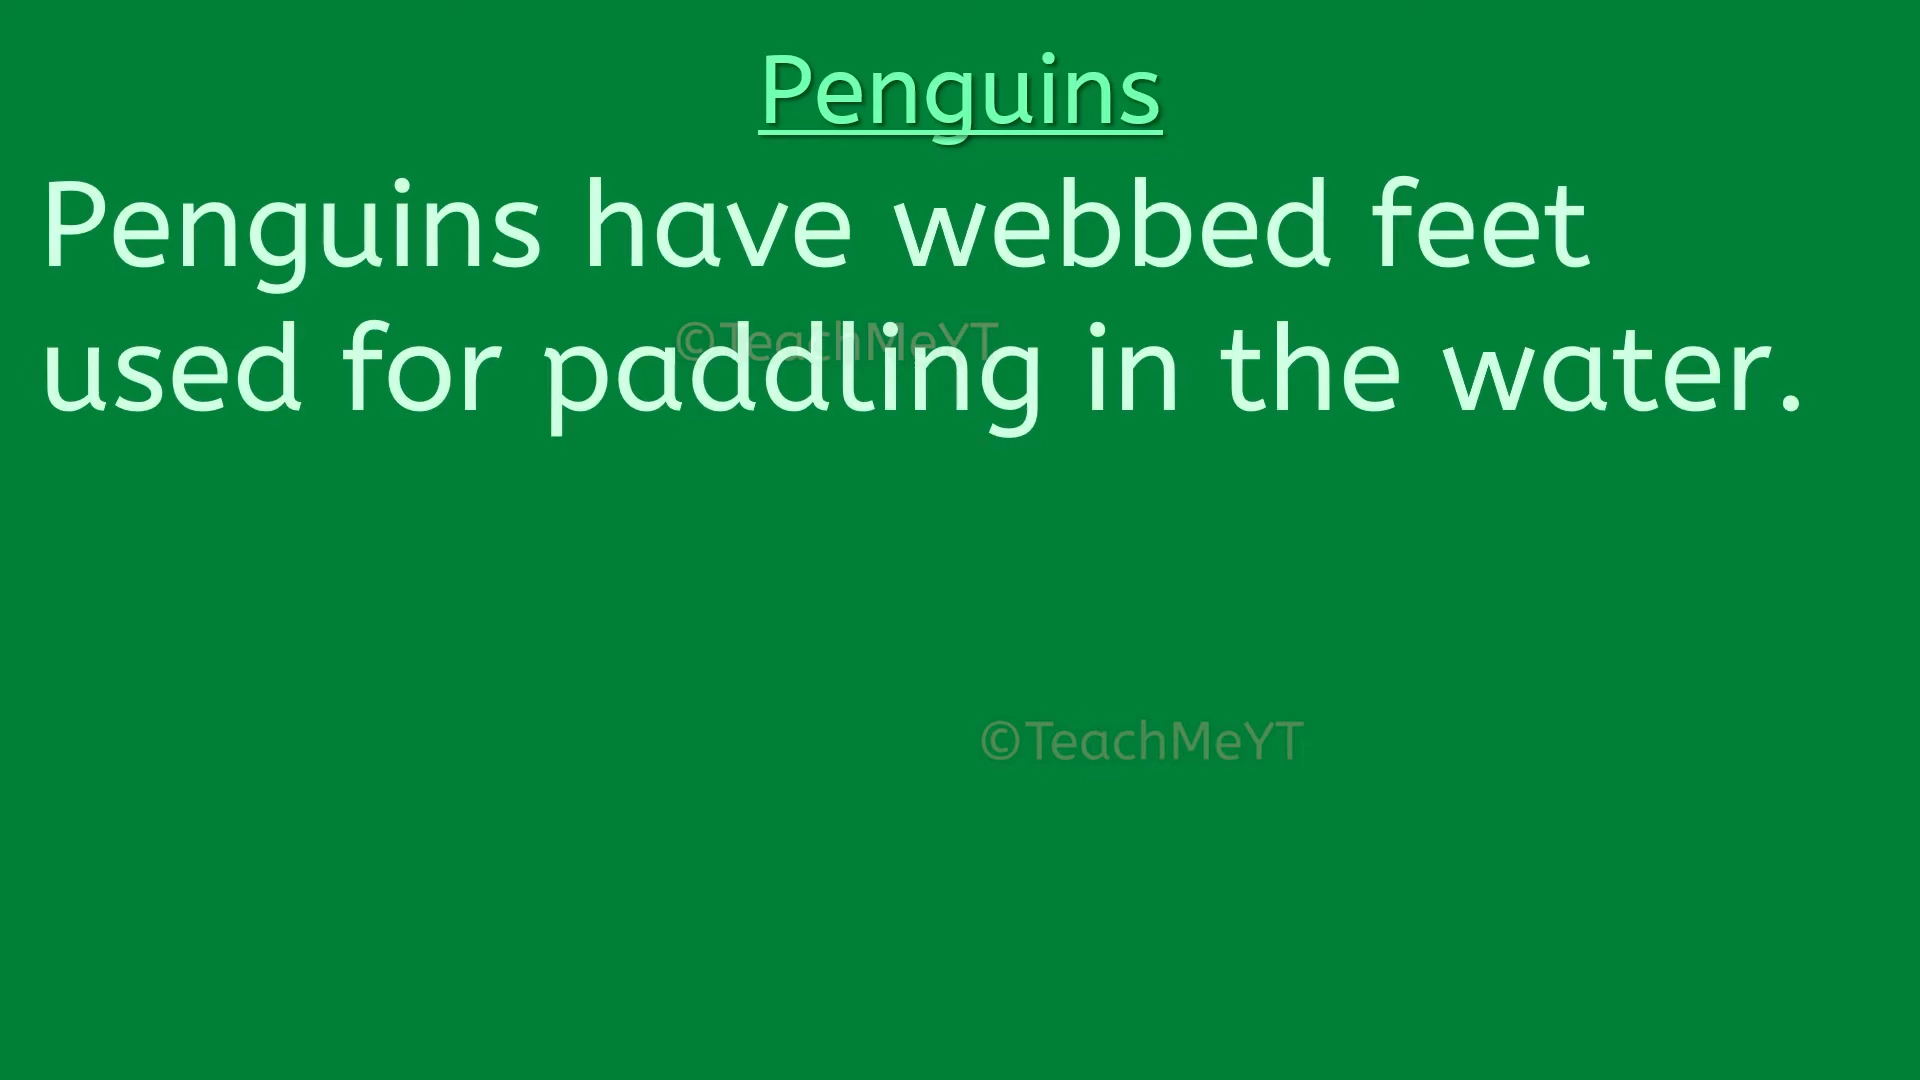 Penguins
Penguins have webbed feet
©TeachMeYT
used for paddling in the water.
©TeachMeYT